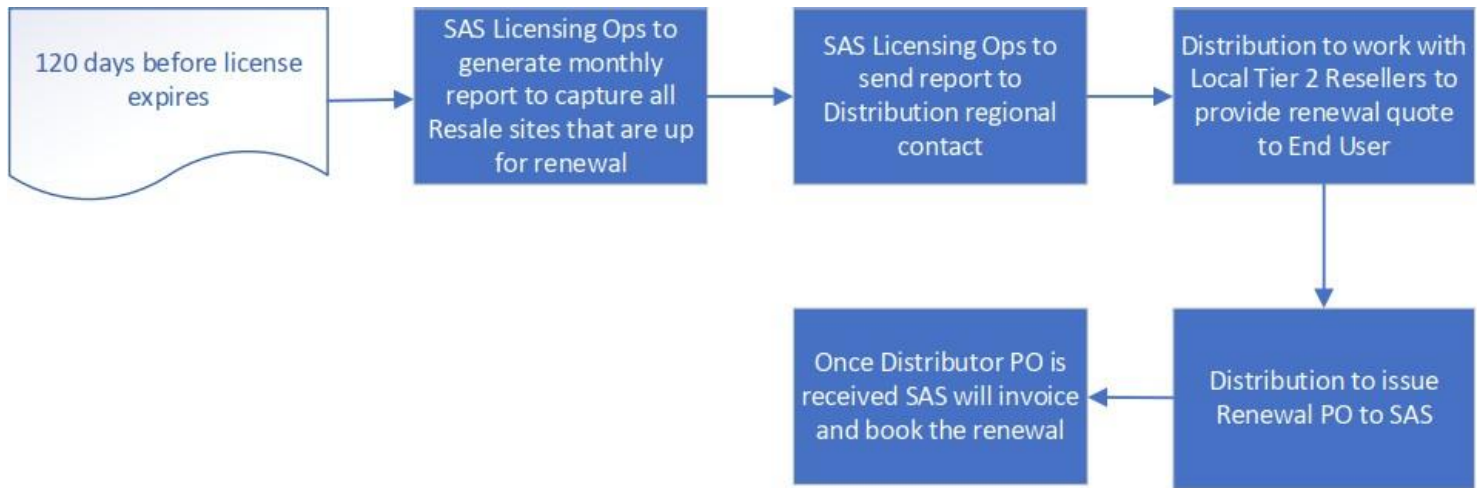 120 days before license
expires
SAS Licensing Ops to
generate monthly
report to capture all
Resale sites that are up
for renewal
SAS Licensing Ops to
send report to
Distribution regional
contact
Distribution to work with
Local Tier 2 Resellers to
provide renewal quote
to End User
Distribution to issue
Renewal PO to SAS
Once Distributor PO is
received SAS will invoice
and book the renewal